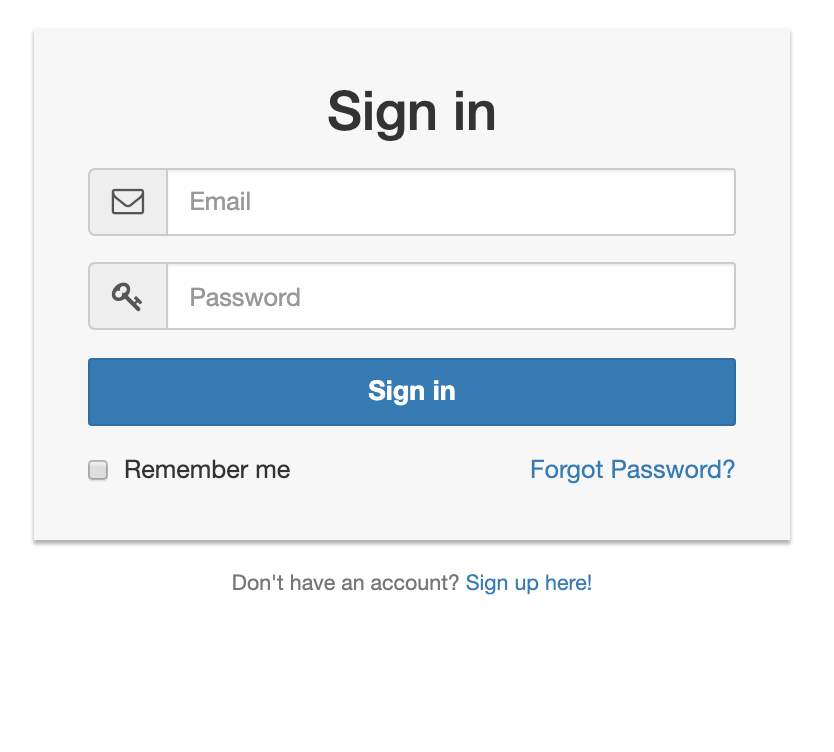 Sign in
Email
Password
Sign in
Remember me Forgot Password?
Don't have an account? Sign up here!